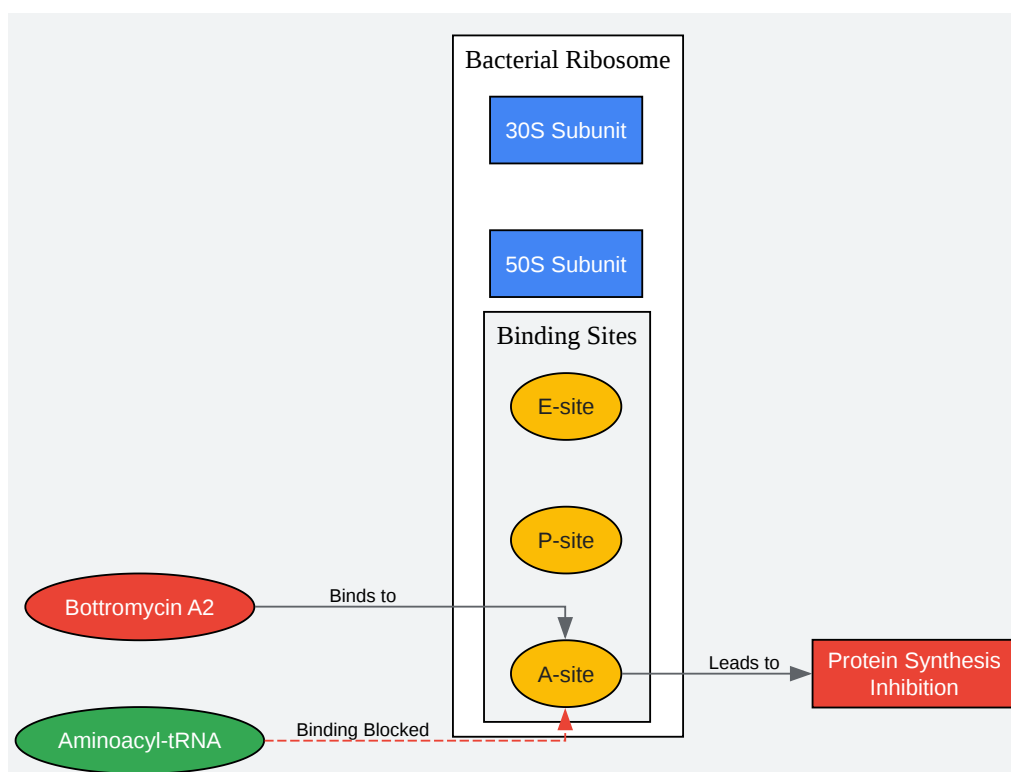 Bacterial Ribosome
30S Subunit
50S Subunit
Binding Sites
E-site
P-site
Bottromycin A2
Binds to
A-site
Leads to
Protein Synthesis
Inhibition
Aminoacyl-tRNA
Binding Blocked